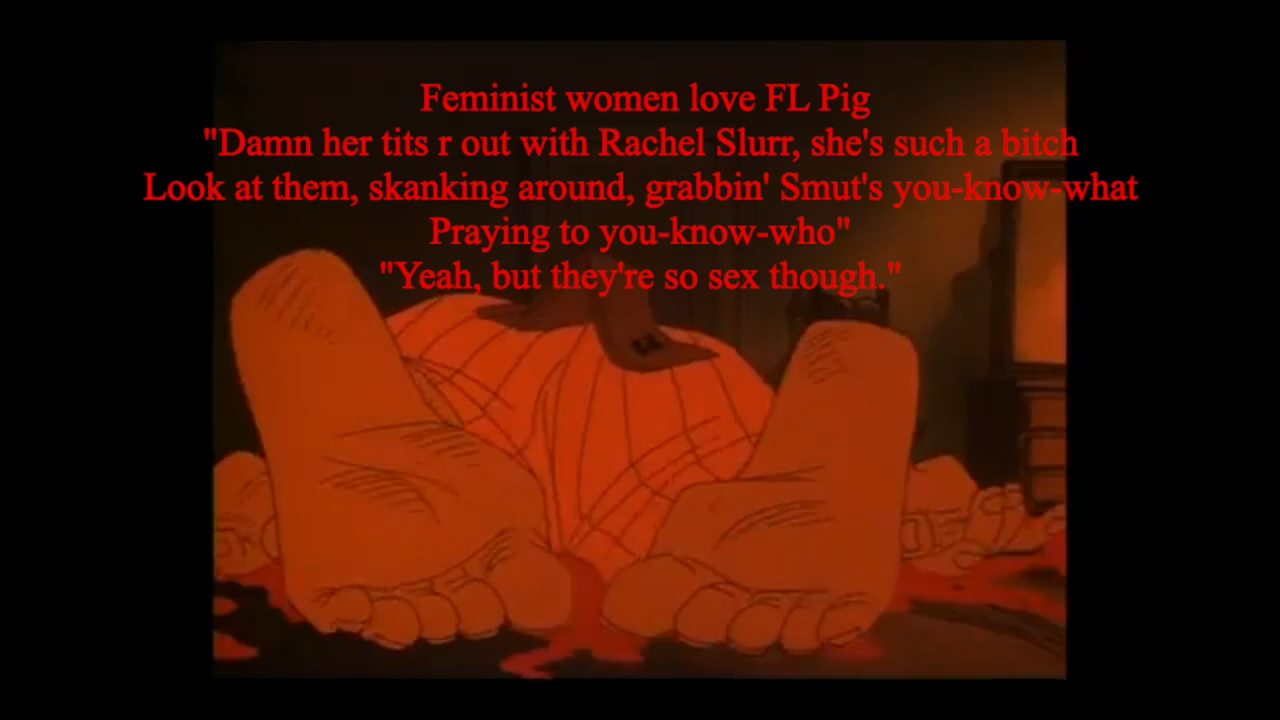 Feminist women love FL Pig
"Damn her tits r out with Rachel Slurr, she's such a bitch
Look at them, skanking around, grabbin' Smut's you-know-what
Praying to you-know-who"
"Yeah, but they're so sex though."